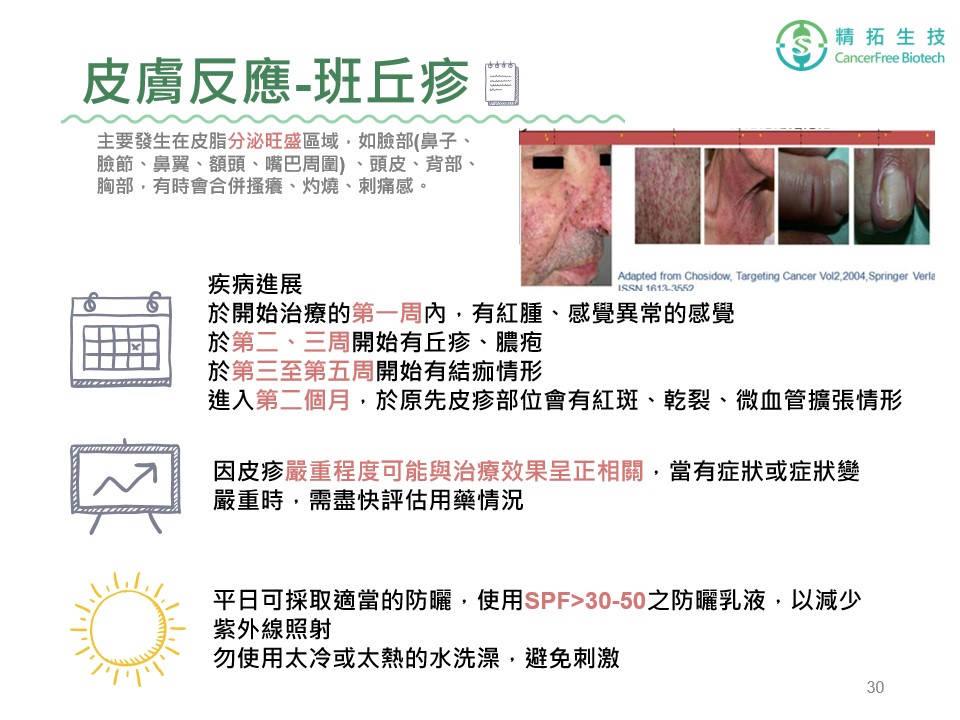 精拓生技
CancerFree Biotech
皮膚反應-班丘疹
主要發生在皮脂分泌旺盛區域，如臉部(鼻子、
臉節、鼻翼、額頭、嘴巴周圍) 、頭皮、背部、
胸部，有時會合併搔癢、灼燒、刺痛感。
Adapted from Chosidow, Targeting Cancer Vol2,2004,Springer Verla
ISSN 1613-3552
疾病進展
於開始治療的第一周內，有紅腫、感覺異常的感覺
於第二、三周開始有丘疹、膿疱
於第三至第五周開始有結痂情形
進入第二個月，於原先皮疹部位會有紅斑、乾裂、微血管擴張情形
因皮疹嚴重程度可能與治療效果呈正相關，當有症狀或症狀變
嚴重時，需盡快評估用藥情況
平日可採取適當的防曬，使用SPF>30-50之防曬乳液，以減少
紫外線照射
勿使用太冷或太熱的水洗澡，避免刺激
30